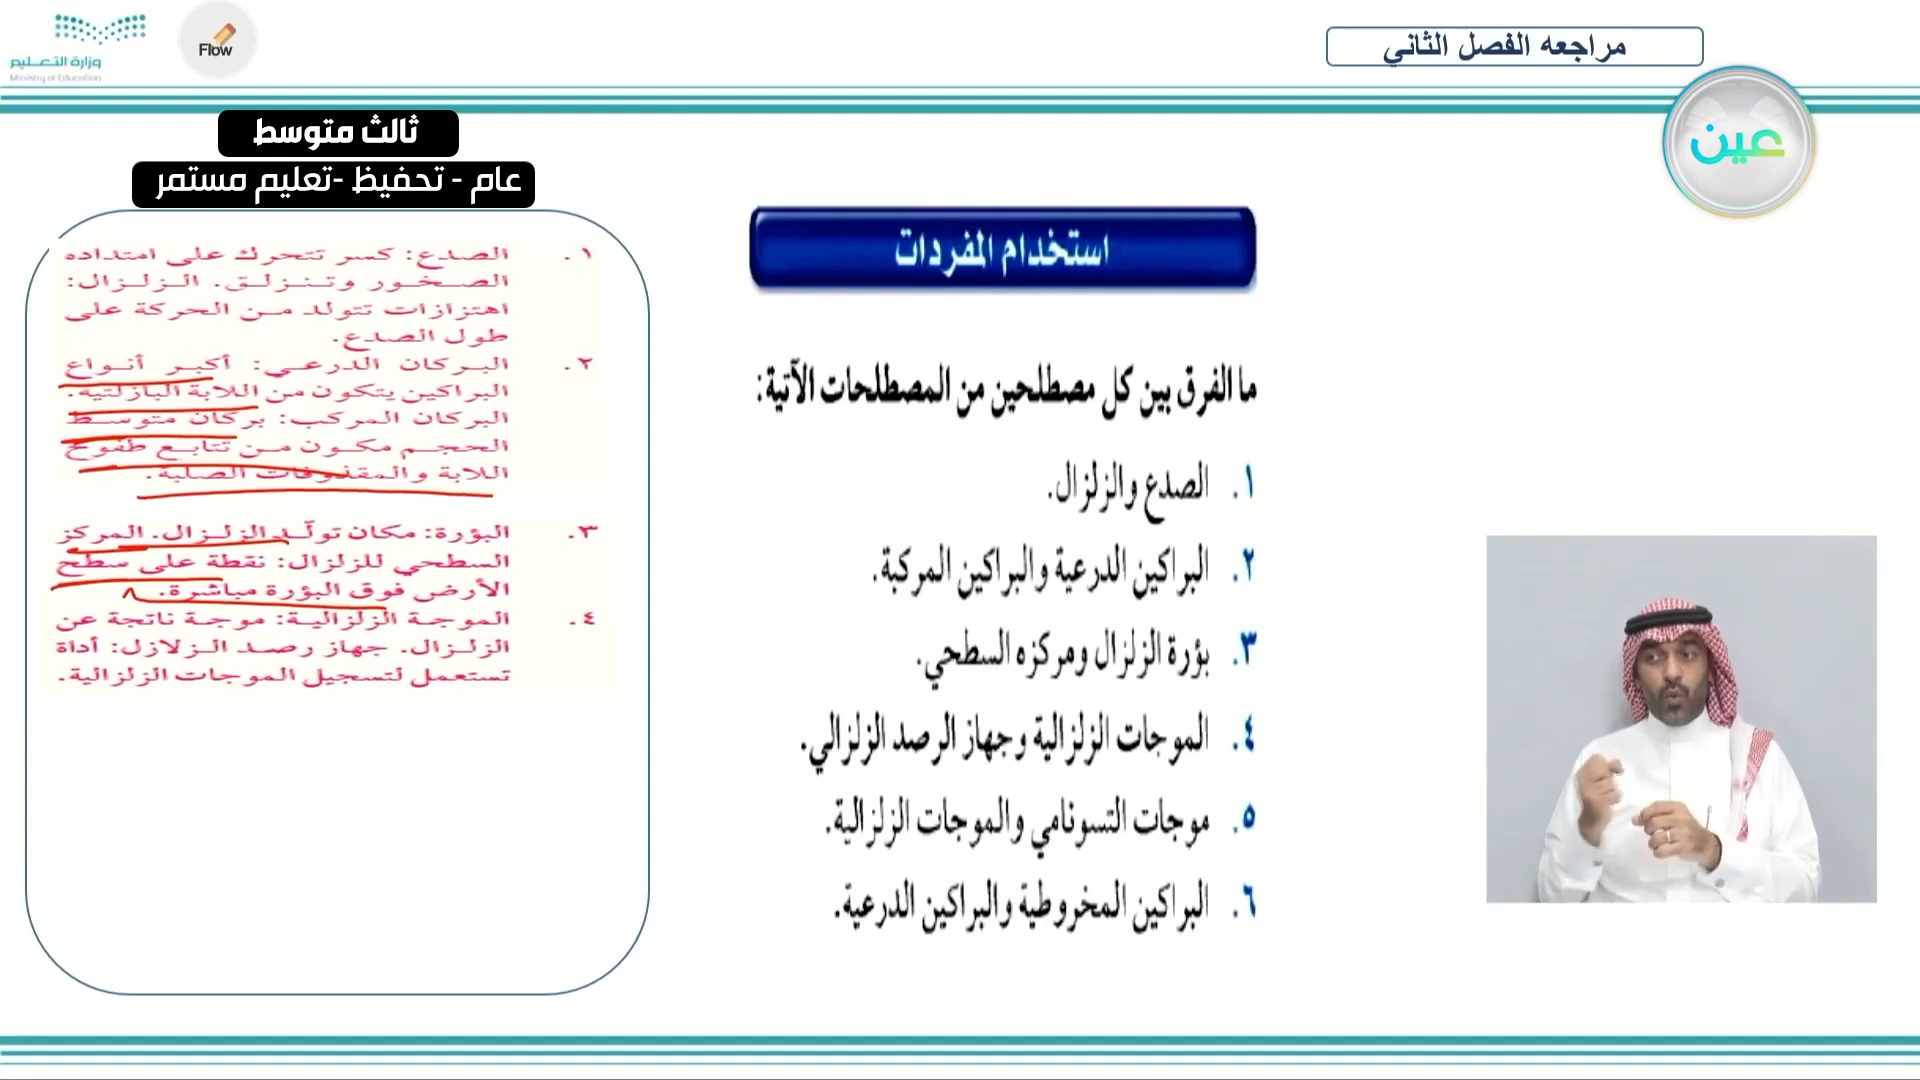 وزارة التعـليم
Ministry of Education
Flow
مراجعه الفصل الثاني
عين
ثالث متوسط
عام - تحفيظ -تعليم مستمر
استخدام المفردات
ما الفرق بين كل مصطلحين من المصطلحات الآتية:
١. الصدع والزلزال.
٢. البراكين الدرعية والبراكين المركبة.
٣. بؤرة الزلزال ومركزه السطحي.
٤. الموجات الزلزالية وجهاز الرصد الزلزالي.
٥. موجات التسونامي والموجات الزلزالية.
٦. البراكين المخروطية والبراكين الدرعية.
١. الصدع: كسر تتحرك على امتداده
الصخور وتنزلق. الزلزال:
اهتزازات تتولد من الحركة على
طول الصدع.
٢. البركان الدرعي: أكبر أنواع
البراكين يتكون من اللابة البازلتية.
البركان المركب: بركان متوسط
الحجم مكون من تتابع طفوح
اللابة والمقذوفات الصلبة.
٣. البؤرة: مكان تولّد الزلزال. المركز
السطحي للزلزال: نقطة على سطح
الأرض فوق البؤرة مباشرة.
٤. الموجة الزلزالية: موجة ناتجة عن
الزلزال. جهاز رصد الزلازل: أداة
تستعمل لتسجيل الموجات الزلزالية.